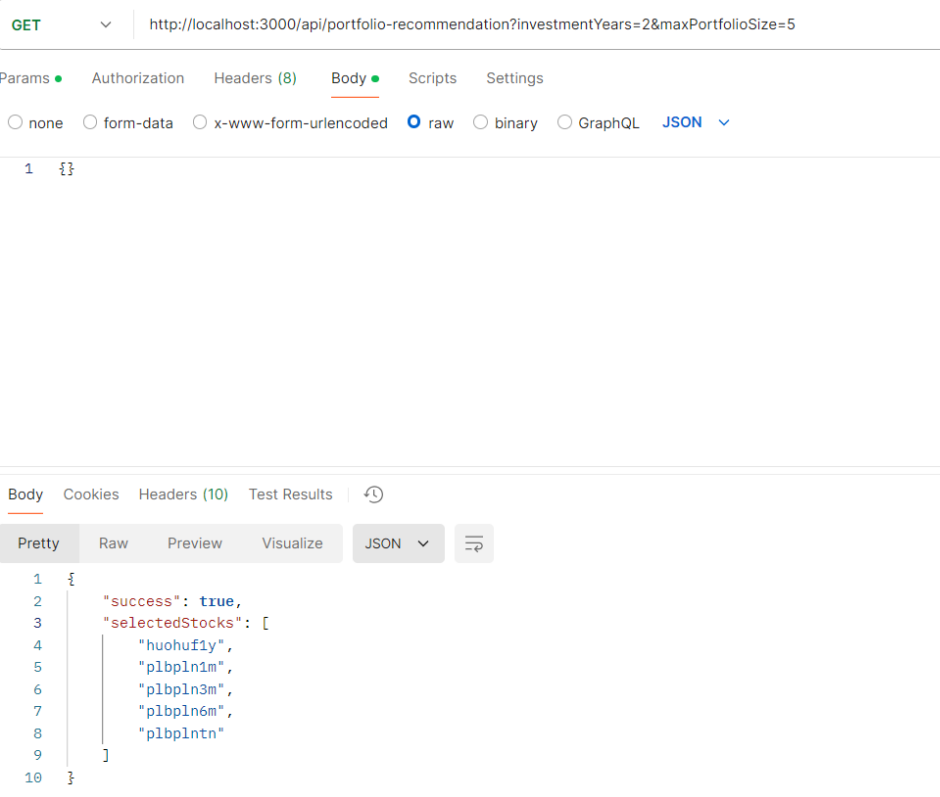 GET http://localhost:3000/api/portfolio-recommendation?investmentYears=2&maxPortfolioSize=5
Params Authorization Headers (8) Body Scripts Settings
none form-data x-www-form-urlencoded raw binary GraphQL JSON
1 {}
Body Cookies Headers (10) Test Results
Pretty Raw Preview Visualize JSON
1 {
2 "success": true,
3 "selectedStocks": [
4 "huohuf1y",
5 "plbpln1m",
6 "plbpln3m",
7 "plbpln6m",
8 "plbplntn"
9 ]
10 }